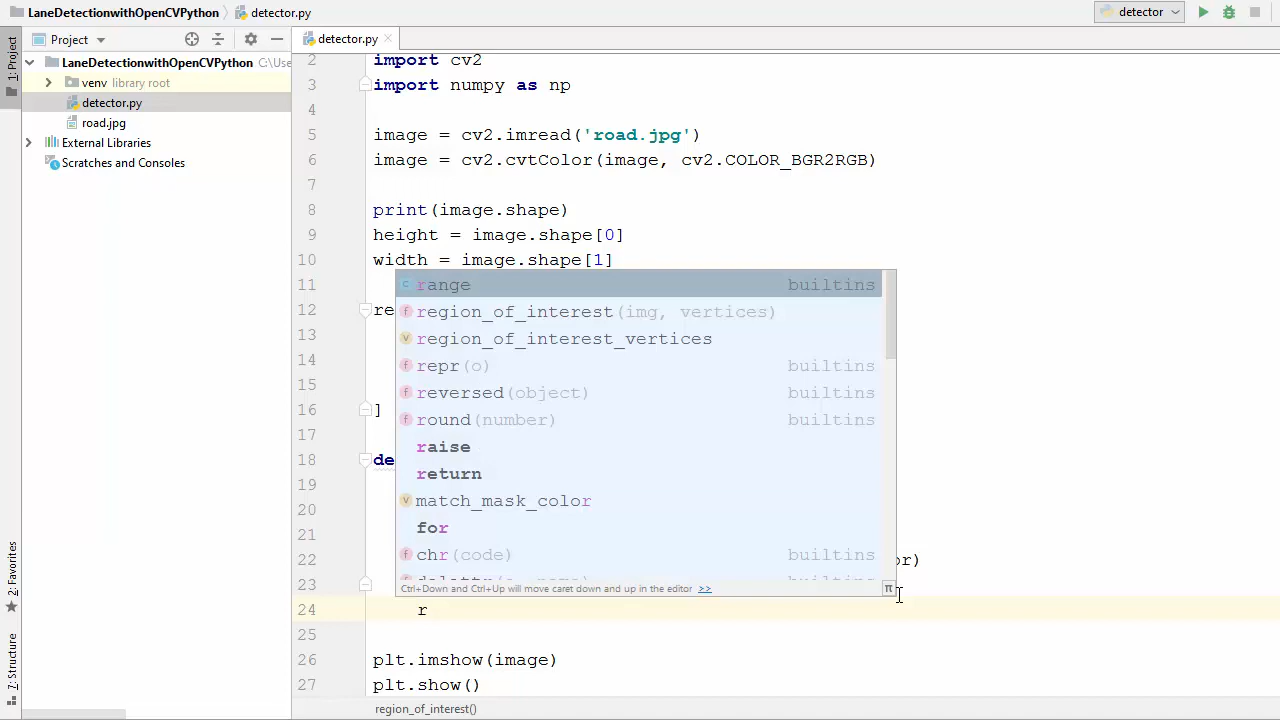 LaneDetectionwithOpenCVPython detector.py detector
Project detector.py
1: Project
LaneDetectionwithOpenCVPython C:\Use
venv library root
detector.py
road.jpg
External Libraries
Scratches and Consoles
2 import cv2
3 import numpy as np
4
5 image = cv2.imread('road.jpg')
6 image = cv2.cvtColor(image, cv2.COLOR_BGR2RGB)
7
8 print(image.shape)
9 height = image.shape[0]
10 width = image.shape[1]
11
12 re
13
14
15
16 ]
17
18 de
19
20
21
22 or)
23
24 r
25
26 plt.imshow(image)
27 plt.show()
range builtins
region_of_interest(img, vertices)
region_of_interest_vertices
repr(o) builtins
reversed(object) builtins
round(number) builtins
raise
return
match_mask_color
for
chr(code) builtins
Ctrl+Down and Ctrl+Up will move caret down and up in the editor >> π
2: Favorites
7: Structure
region_of_interest()